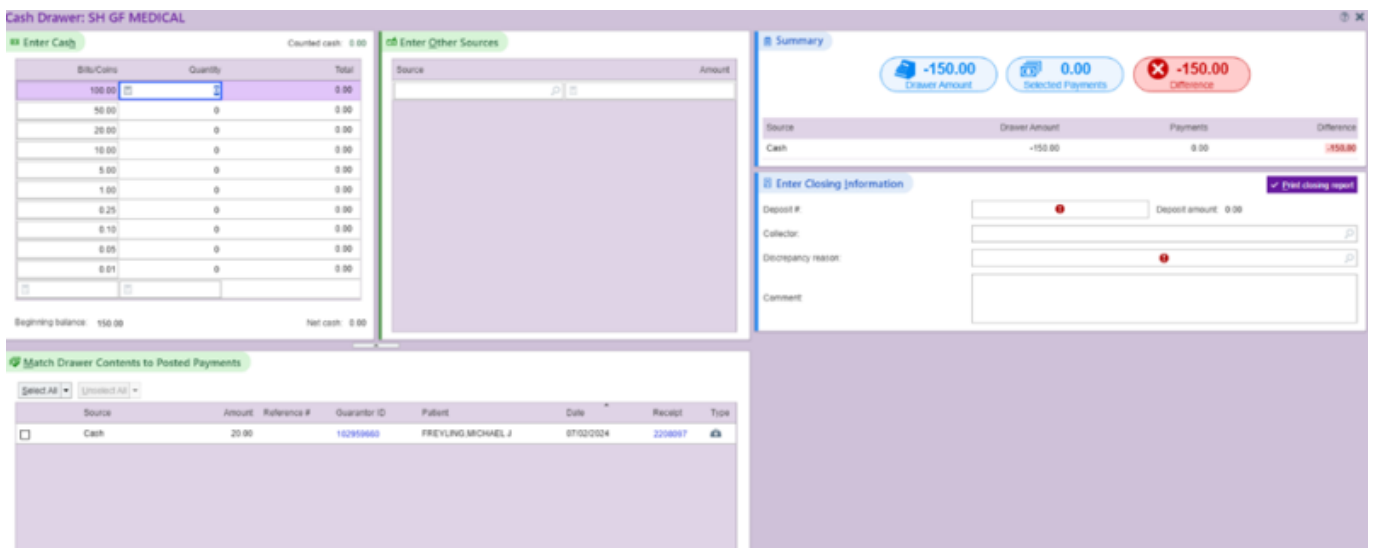 Cash Drawer: SH GF MEDICAL
Enter Cash
Counted cash: 0.00
Bills/Coins Quantity Total
100.00 0.00
50.00 0 0.00
20.00 0 0.00
10.00 0 0.00
5.00 0 0.00
1.00 0 0.00
0.25 0 0.00
0.10 0 0.00
0.05 0 0.00
0.01 0 0.00
Beginning balance: 150.00 Net cash: 0.00
Enter Other Sources
Source Amount
Summary
-150.00 0.00 -150.00
Drawer Amount Selected Payments Difference
Source Drawer Amount Payments Difference
Cash -150.00 0.00 -150.00
Enter Closing Information
Print closing report
Deposit #: Deposit amount: 0.00
Collector:
Discrepancy reason:
Comment:
Match Drawer Contents to Posted Payments
Select All Unselect All
Source Amount Reference # Guarantor ID Patient Date Receipt Type
Cash 20.00 102959660 FREYLING,MICHAEL J 07/02/2024 2208097